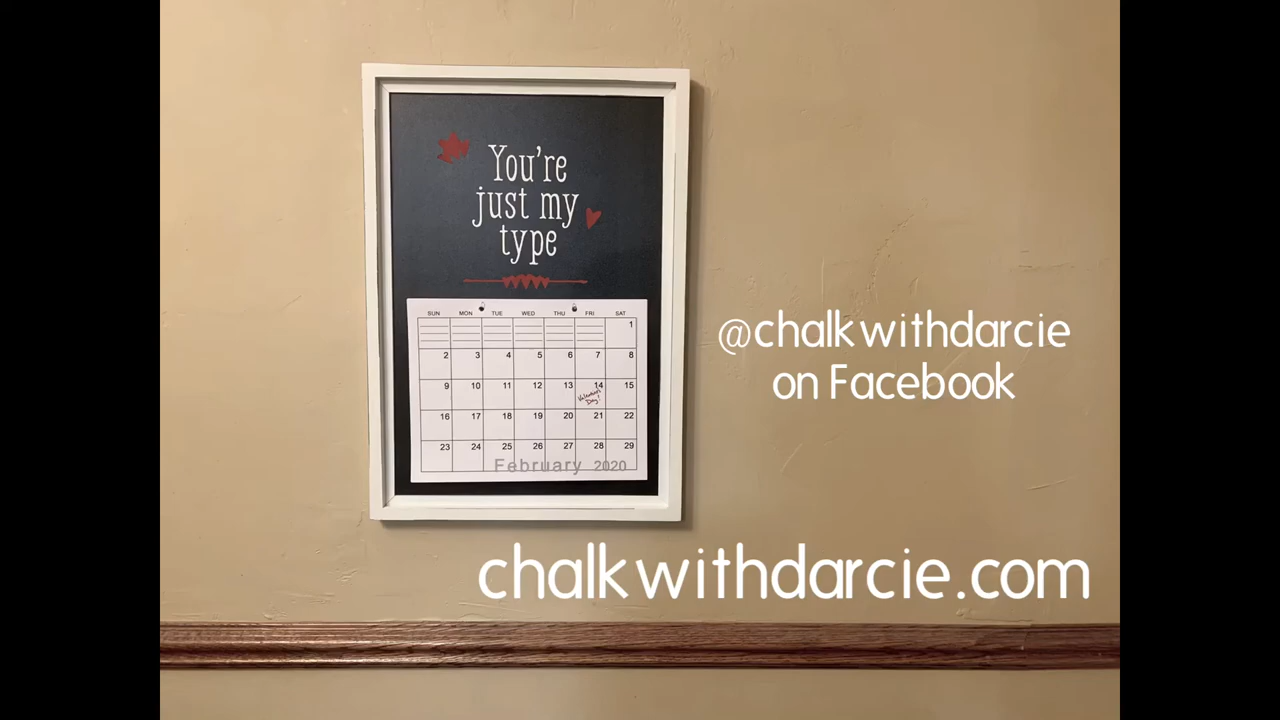 You're
just my
type
SUN MON TUE WED THU FRI SAT
1
2 3 4 5 6 7 8
9 10 11 12 13 14 15
Valentine's
Day!
16 17 18 19 20 21 22
23 24 25 26 27 28 29
February 2020
@chalkwithdarcie
on Facebook
chalkwithdarcie.com